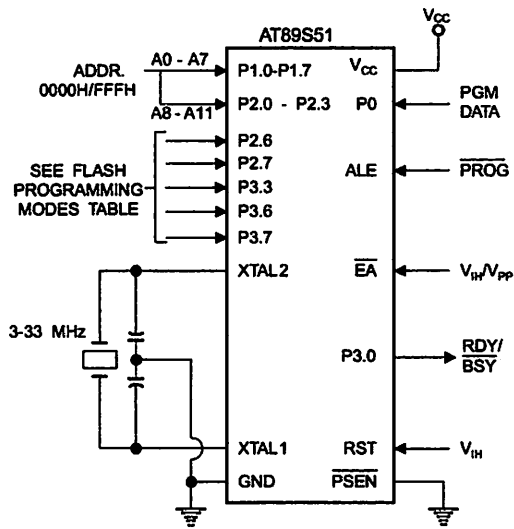 AT89S51
VCC
ADDR.
0000H/FFFH
A0 - A7
A8 - A11
P1.0-P1.7
P2.0 - P2.3
P2.6
P2.7
P3.3
P3.6
P3.7
SEE FLASH
PROGRAMMING
MODES TABLE
XTAL2
3-33 MHz
XTAL1
GND
VCC
P0
PGM
DATA
ALE
PROG
EA
VIH/VPP
P3.0
RDY/
BSY
RST
VIH
PSEN